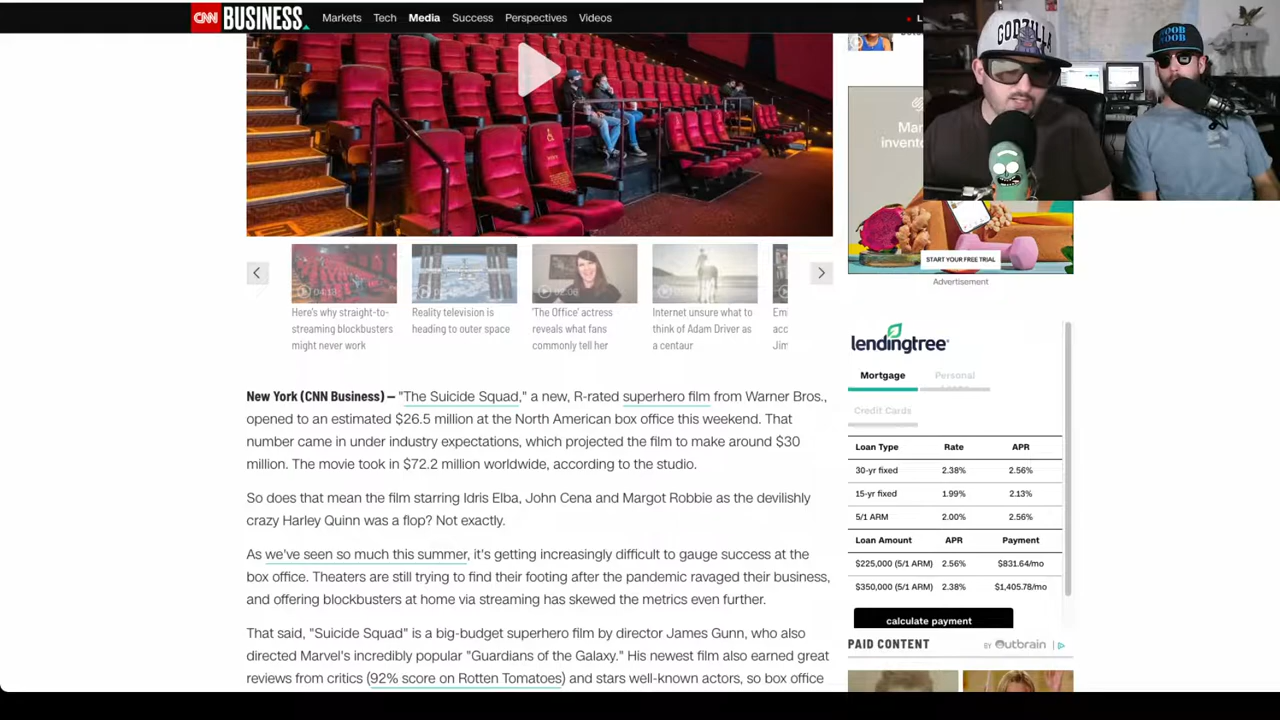 CNN BUSINESS Markets Tech Media Success Perspectives Videos L
GODZILLA
NOOB NOOB
Mar
invento
START YOUR FREE TRIAL
Advertisement
Here's why straight-to-
streaming blockbusters
might never work
Reality television is
heading to outer space
'The Office' actress
reveals what fans
commonly tell her
Internet unsure what to
think of Adam Driver as
a centaur
Em
acc
Jim
New York (CNN Business) — "The Suicide Squad," a new, R-rated superhero film from Warner Bros.,
opened to an estimated $26.5 million at the North American box office this weekend. That
number came in under industry expectations, which projected the film to make around $30
million. The movie took in $72.2 million worldwide, according to the studio.
So does that mean the film starring Idris Elba, John Cena and Margot Robbie as the devilishly
crazy Harley Quinn was a flop? Not exactly.
As we've seen so much this summer, it's getting increasingly difficult to gauge success at the
box office. Theaters are still trying to find their footing after the pandemic ravaged their business,
and offering blockbusters at home via streaming has skewed the metrics even further.
That said, "Suicide Squad" is a big-budget superhero film by director James Gunn, who also
directed Marvel's incredibly popular "Guardians of the Galaxy." His newest film also earned great
reviews from critics (92% score on Rotten Tomatoes) and stars well-known actors, so box office
lendingtree
Mortgage Personal
Credit Cards
Loan Type Rate APR
30-yr fixed 2.38% 2.56%
15-yr fixed 1.99% 2.13%
5/1 ARM 2.00% 2.56%
Loan Amount APR Payment
$225,000 (5/1 ARM) 2.56% $831.64/mo
$350,000 (5/1 ARM) 2.38% $1,405.78/mo
calculate payment
PAID CONTENT BY Outbrain